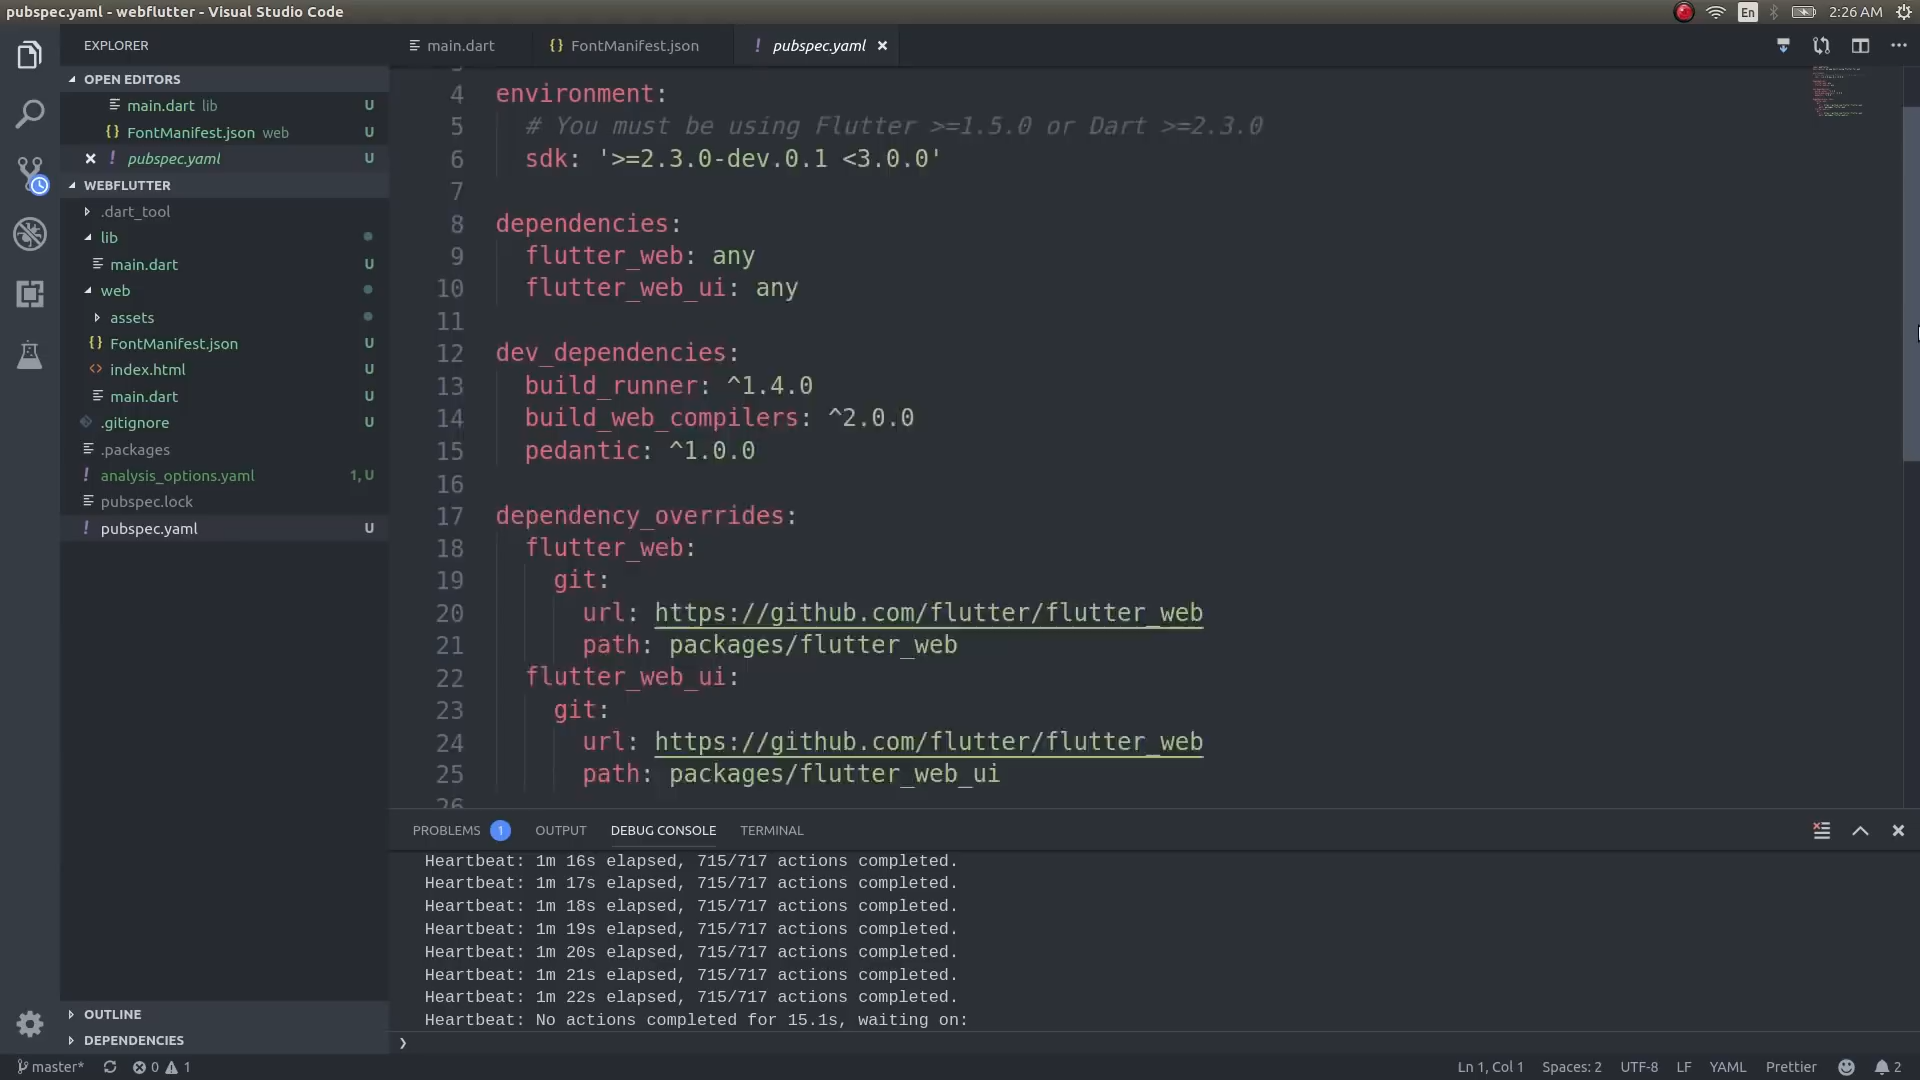 pubspec.yaml - webflutter - Visual Studio Code
En
2:26 AM
EXPLORER
OPEN EDITORS
main.dart lib U
{} FontManifest.json web U
! pubspec.yaml U
WEBFLUTTER
.dart_tool
lib
main.dart U
web
assets
{} FontManifest.json U
<> index.html U
main.dart U
.gitignore U
.packages
! analysis_options.yaml 1, U
pubspec.lock
! pubspec.yaml U
OUTLINE
DEPENDENCIES
main.dart
{} FontManifest.json
! pubspec.yaml
4 environment:
5 # You must be using Flutter >=1.5.0 or Dart >=2.3.0
6 sdk: '>=2.3.0-dev.0.1 <3.0.0'
7
8 dependencies:
9 flutter_web: any
10 flutter_web_ui: any
11
12 dev_dependencies:
13 build_runner: ^1.4.0
14 build_web_compilers: ^2.0.0
15 pedantic: ^1.0.0
16
17 dependency_overrides:
18 flutter_web:
19 git:
20 url: https://github.com/flutter/flutter_web
21 path: packages/flutter_web
22 flutter_web_ui:
23 git:
24 url: https://github.com/flutter/flutter_web
25 path: packages/flutter_web_ui
26
PROBLEMS 1 OUTPUT DEBUG CONSOLE TERMINAL
Heartbeat: 1m 16s elapsed, 715/717 actions completed.
Heartbeat: 1m 17s elapsed, 715/717 actions completed.
Heartbeat: 1m 18s elapsed, 715/717 actions completed.
Heartbeat: 1m 19s elapsed, 715/717 actions completed.
Heartbeat: 1m 20s elapsed, 715/717 actions completed.
Heartbeat: 1m 21s elapsed, 715/717 actions completed.
Heartbeat: 1m 22s elapsed, 715/717 actions completed.
Heartbeat: No actions completed for 15.1s, waiting on:
master* 0 1 Ln 1, Col 1 Spaces: 2 UTF-8 LF YAML Prettier 2